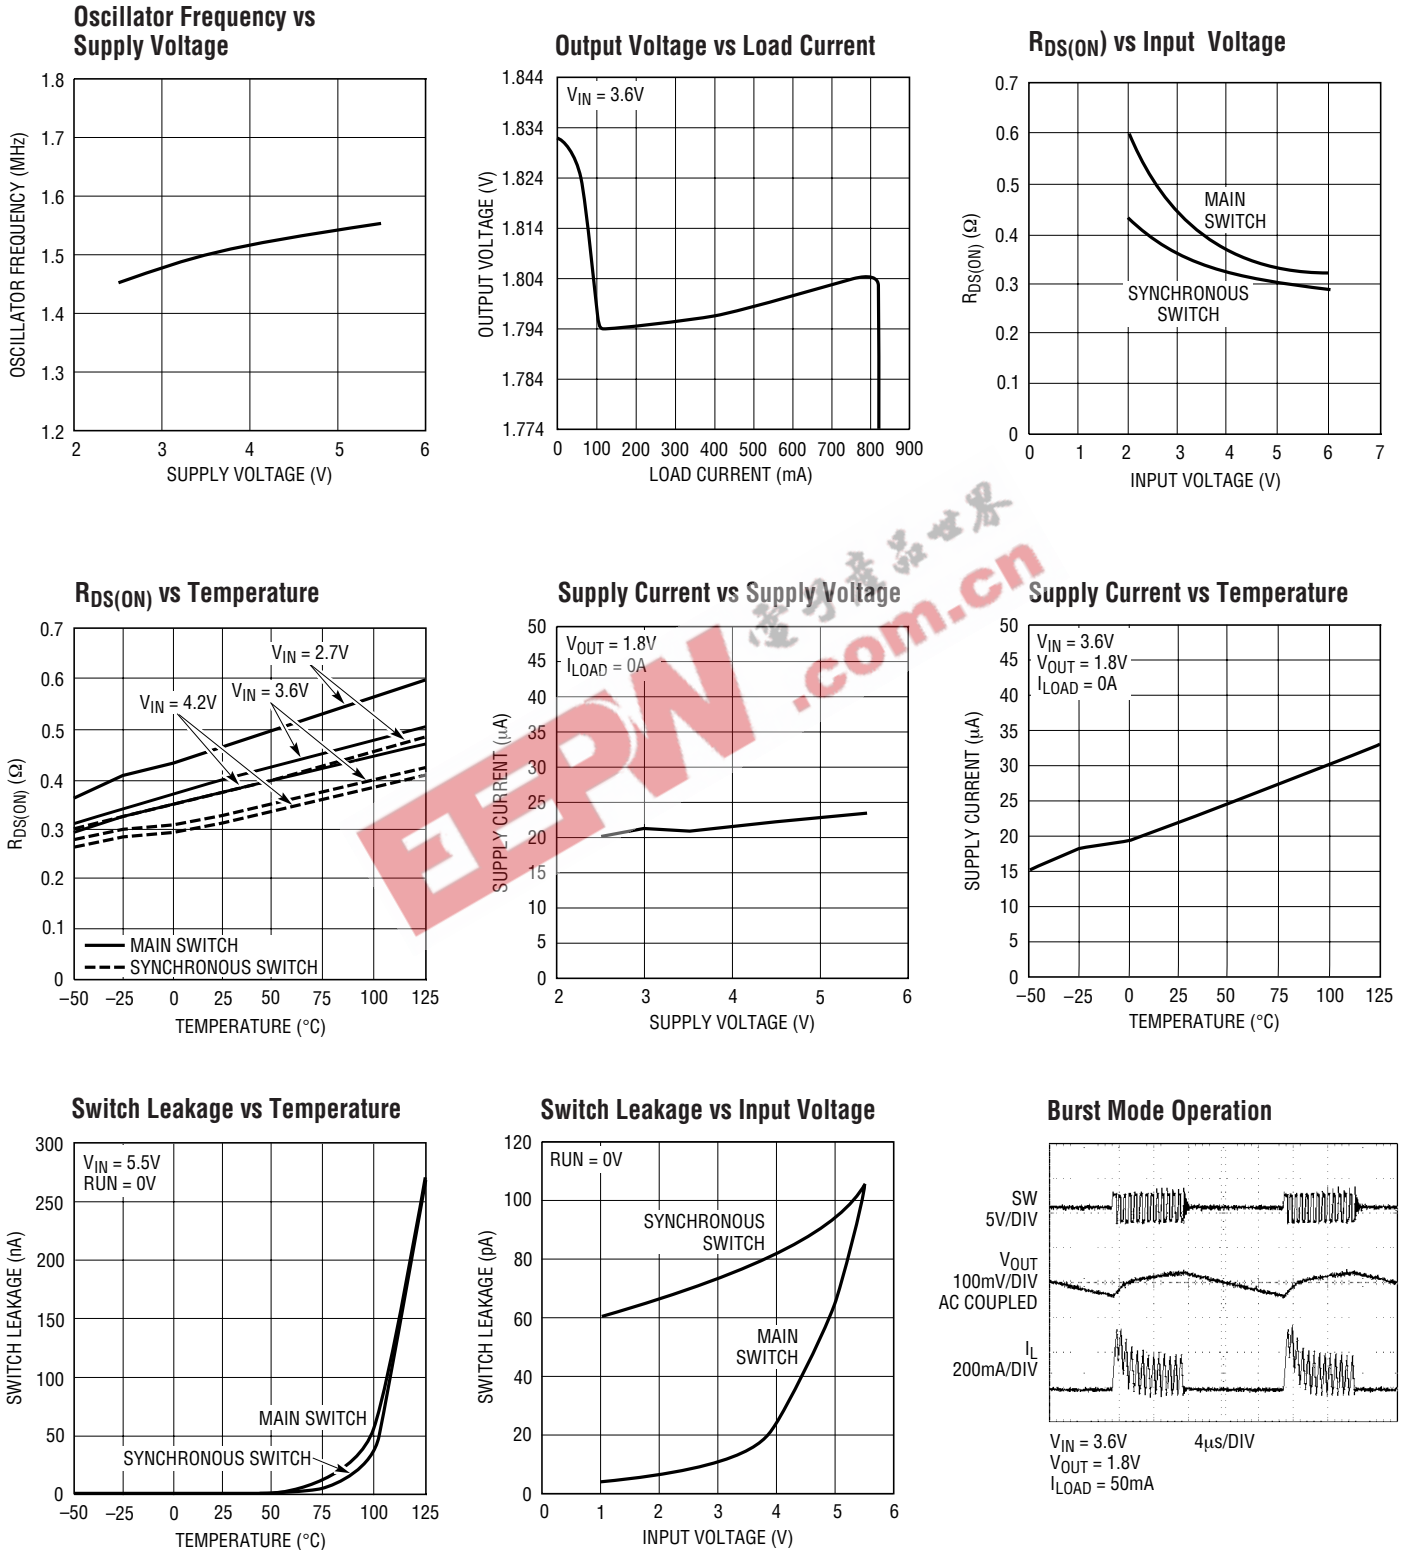 Oscillator Frequency vs
Supply Voltage
OSCILLATOR FREQUENCY (MHz)
1.8
1.7
1.6
1.5
1.4
1.3
1.2
2 3 4 5 6
SUPPLY VOLTAGE (V)
Output Voltage vs Load Current
OUTPUT VOLTAGE (V)
VIN = 3.6V
1.844
1.834
1.824
1.814
1.804
1.794
1.784
1.774
0 100 200 300 400 500 600 700 800 900
LOAD CURRENT (mA)
RDS(ON) vs Input Voltage
RDS(ON) (Ω)
0.7
0.6
0.5
0.4
0.3
0.2
0.1
0
MAIN
SWITCH
SYNCHRONOUS
SWITCH
0 1 2 3 4 5 6 7
INPUT VOLTAGE (V)
RDS(ON) vs Temperature
RDS(ON) (Ω)
0.7
0.6
0.5
0.4
0.3
0.2
0.1
0
VIN = 2.7V
VIN = 3.6V
VIN = 4.2V
MAIN SWITCH
SYNCHRONOUS SWITCH
–50 –25 0 25 50 75 100 125
TEMPERATURE (°C)
Supply Current vs Supply Voltage
SUPPLY CURRENT (µA)
VOUT = 1.8V
ILOAD = 0A
50
45
40
35
30
25
20
15
10
5
0
2 3 4 5 6
SUPPLY VOLTAGE (V)
EEPW
電子產品世界
.com.cn
Supply Current vs Temperature
SUPPLY CURRENT (µA)
VIN = 3.6V
VOUT = 1.8V
ILOAD = 0A
50
45
40
35
30
25
20
15
10
5
0
–50 –25 0 25 50 75 100 125
TEMPERATURE (°C)
Switch Leakage vs Temperature
SWITCH LEAKAGE (nA)
VIN = 5.5V
RUN = 0V
300
250
200
150
100
50
0
MAIN SWITCH
SYNCHRONOUS SWITCH
–50 –25 0 25 50 75 100 125
TEMPERATURE (°C)
Switch Leakage vs Input Voltage
SWITCH LEAKAGE (pA)
RUN = 0V
120
100
80
60
40
20
0
SYNCHRONOUS
SWITCH
MAIN
SWITCH
0 1 2 3 4 5 6
INPUT VOLTAGE (V)
Burst Mode Operation
SW
5V/DIV
VOUT
100mV/DIV
AC COUPLED
IL
200mA/DIV
VIN = 3.6V 4µs/DIV
VOUT = 1.8V
ILOAD = 50mA